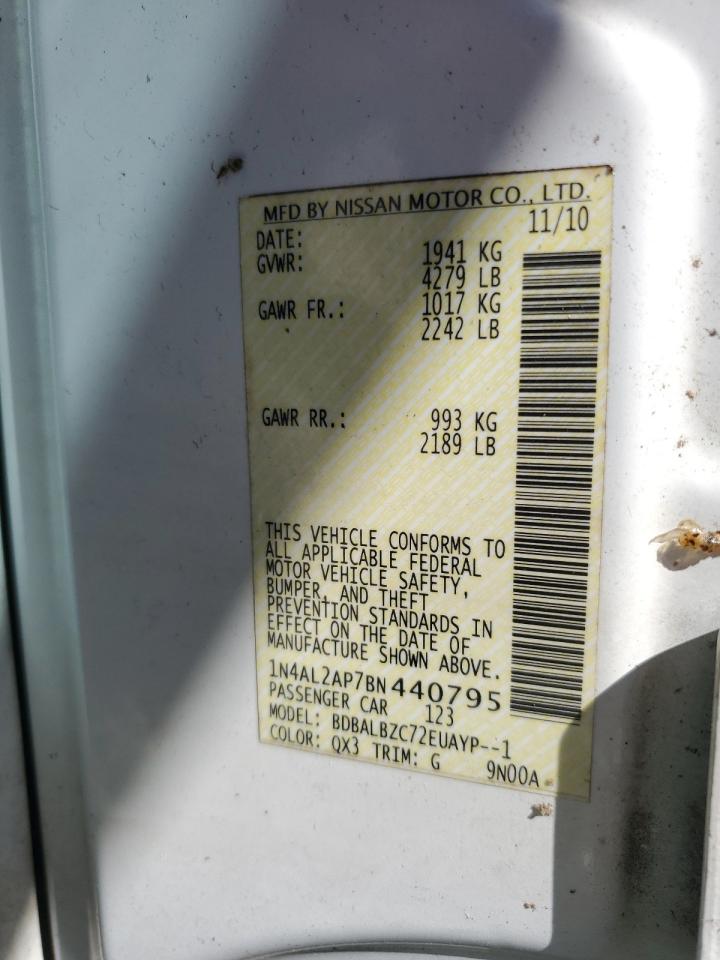 MFD BY NISSAN MOTOR CO., LTD.
DATE: 11/10
GVWR: 1941 KG
4279 LB
GAWR FR.: 1017 KG
2242 LB
GAWR RR.: 993 KG
2189 LB
THIS VEHICLE CONFORMS TO
ALL APPLICABLE FEDERAL
MOTOR VEHICLE SAFETY,
BUMPER, AND THEFT
PREVENTION STANDARDS IN
EFFECT ON THE DATE OF
MANUFACTURE SHOWN ABOVE.
1N4AL2AP7BN440795
PASSENGER CAR 123
MODEL: BDBALBZC72EUAYP--1
COLOR: QX3 TRIM: G 9N00A